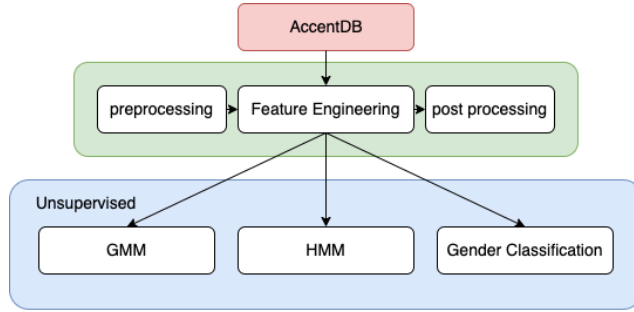 AccentDB
preprocessing
Feature Engineering
post processing
Unsupervised
GMM
HMM
Gender Classification